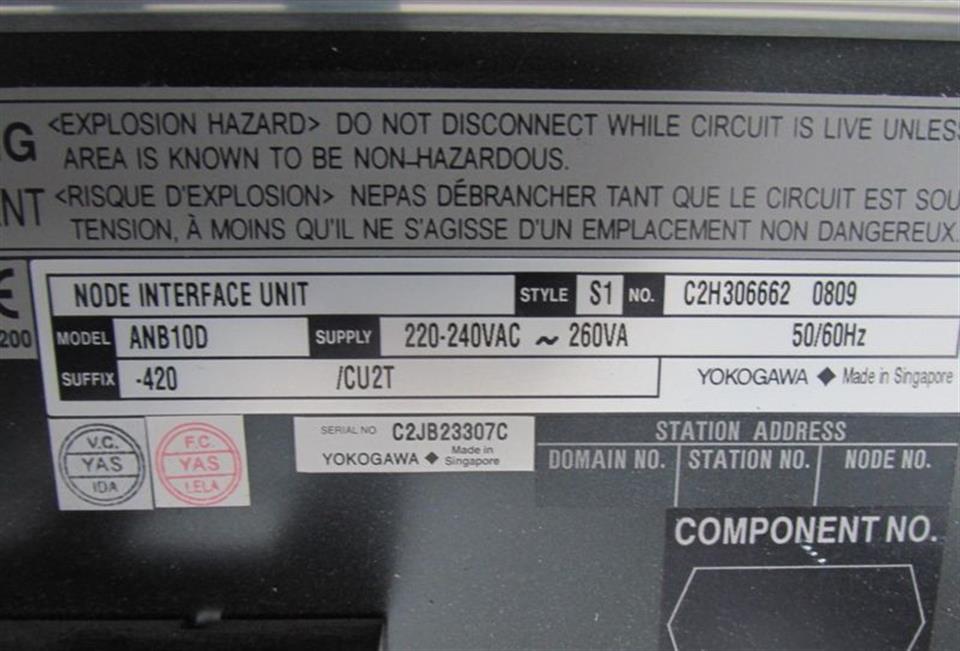 G <EXPLOSION HAZARD> DO NOT DISCONNECT WHILE CIRCUIT IS LIVE UNLESS
AREA IS KNOWN TO BE NON-HAZARDOUS.
NT <RISQUE D'EXPLOSION> NEPAS DÉBRANCHER TANT QUE LE CIRCUIT EST SOU
TENSION, À MOINS QU'IL NE S'AGISSE D'UN EMPLACEMENT NON DANGEREUX.
CE
200
NODE INTERFACE UNIT STYLE S1 NO. C2H306662 0809
MODEL ANB10D SUPPLY 220-240VAC ~ 260VA 50/60Hz
SUFFIX -420 /CU2T YOKOGAWA ◆ Made in Singapore
V.C. YAS IDA
F.C. YAS LELA
SERIAL NO C2JB23307C
YOKOGAWA ◆ Made in Singapore
STATION ADDRESS
DOMAIN NO. STATION NO. NODE NO.
COMPONENT NO.